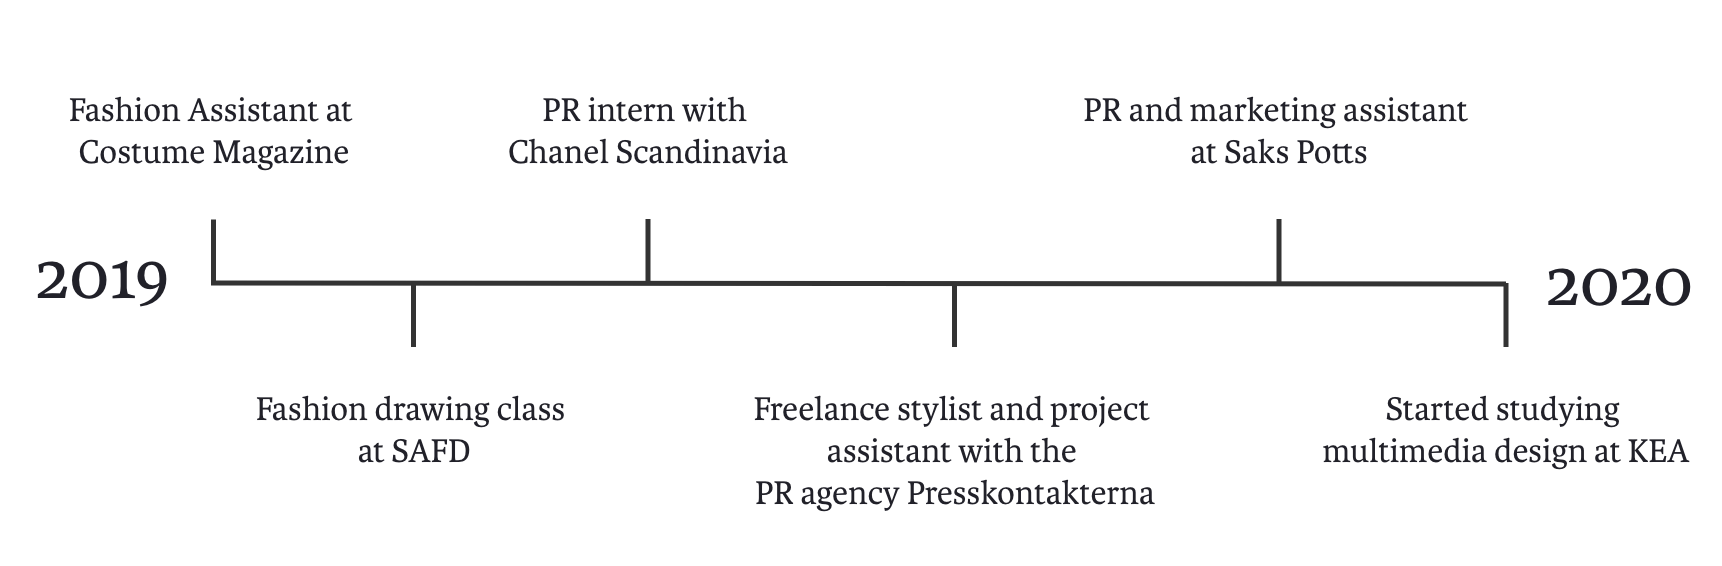 Fashion Assistant at
Costume Magazine
PR intern with
Chanel Scandinavia
PR and marketing assistant
at Saks Potts
2019
2020
Fashion drawing class
at SAFD
Freelance stylist and project
assistant with the
PR agency Presskontakterna
Started studying
multimedia design at KEA